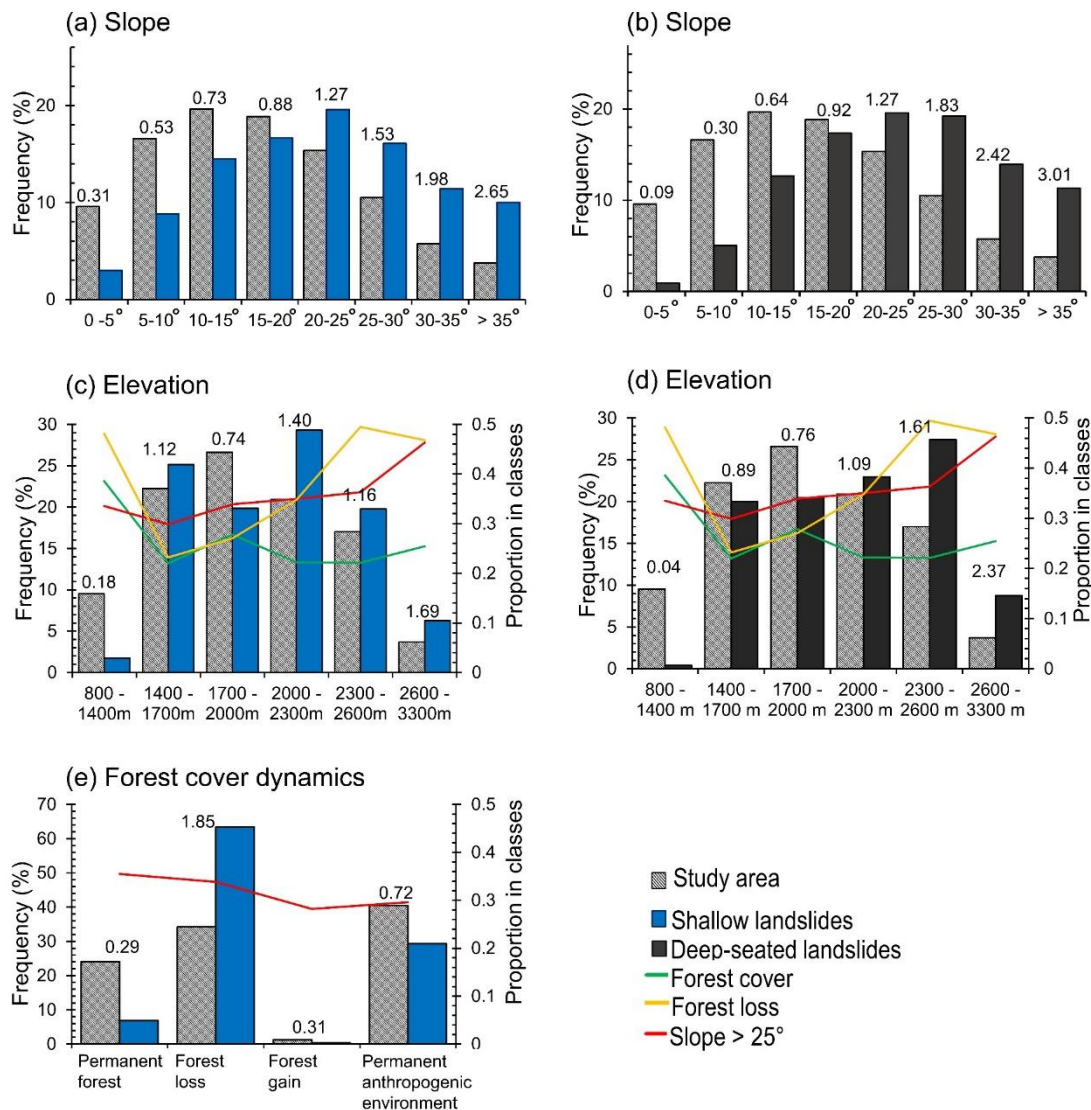 (a) Slope
Frequency (%)
20
10
0
0.31
0.53
0.73
0.88
1.27
1.53
1.98
2.65
0 -5°
5-10°
10-15°
15-20°
20-25°
25-30°
30-35°
> 35°
(b) Slope
Frequency (%)
20
10
0
0.09
0.30
0.64
0.92
1.27
1.83
2.42
3.01
0-5°
5-10°
10-15°
15-20°
20-25°
25-30°
30-35°
> 35°
(c) Elevation
Frequency (%)
30
25
20
15
10
5
0
0.18
1.12
0.74
1.40
1.16
1.69
0.5
0.4
0.3
0.2
0.1
0
Proportion in classes
800 -
1400m
1400 -
1700m
1700 -
2000m
2000 -
2300m
2300 -
2600m
2600 -
3300m
(d) Elevation
Frequency (%)
30
25
20
15
10
5
0
0.04
0.89
0.76
1.09
1.61
2.37
0.5
0.4
0.3
0.2
0.1
0
Proportion in classes
800 -
1400 m
1400 -
1700 m
1700 -
2000 m
2000 -
2300 m
2300 -
2600 m
2600 -
3300 m
(e) Forest cover dynamics
Frequency (%)
70
60
50
40
30
20
10
0
0.29
1.85
0.31
0.72
0.5
0.4
0.3
0.2
0.1
0
Proportion in classes
Permanent
forest
Forest
loss
Forest
gain
Permanent
anthropogenic
environment
Study area
Shallow landslides
Deep-seated landslides
Forest cover
Forest loss
Slope > 25°